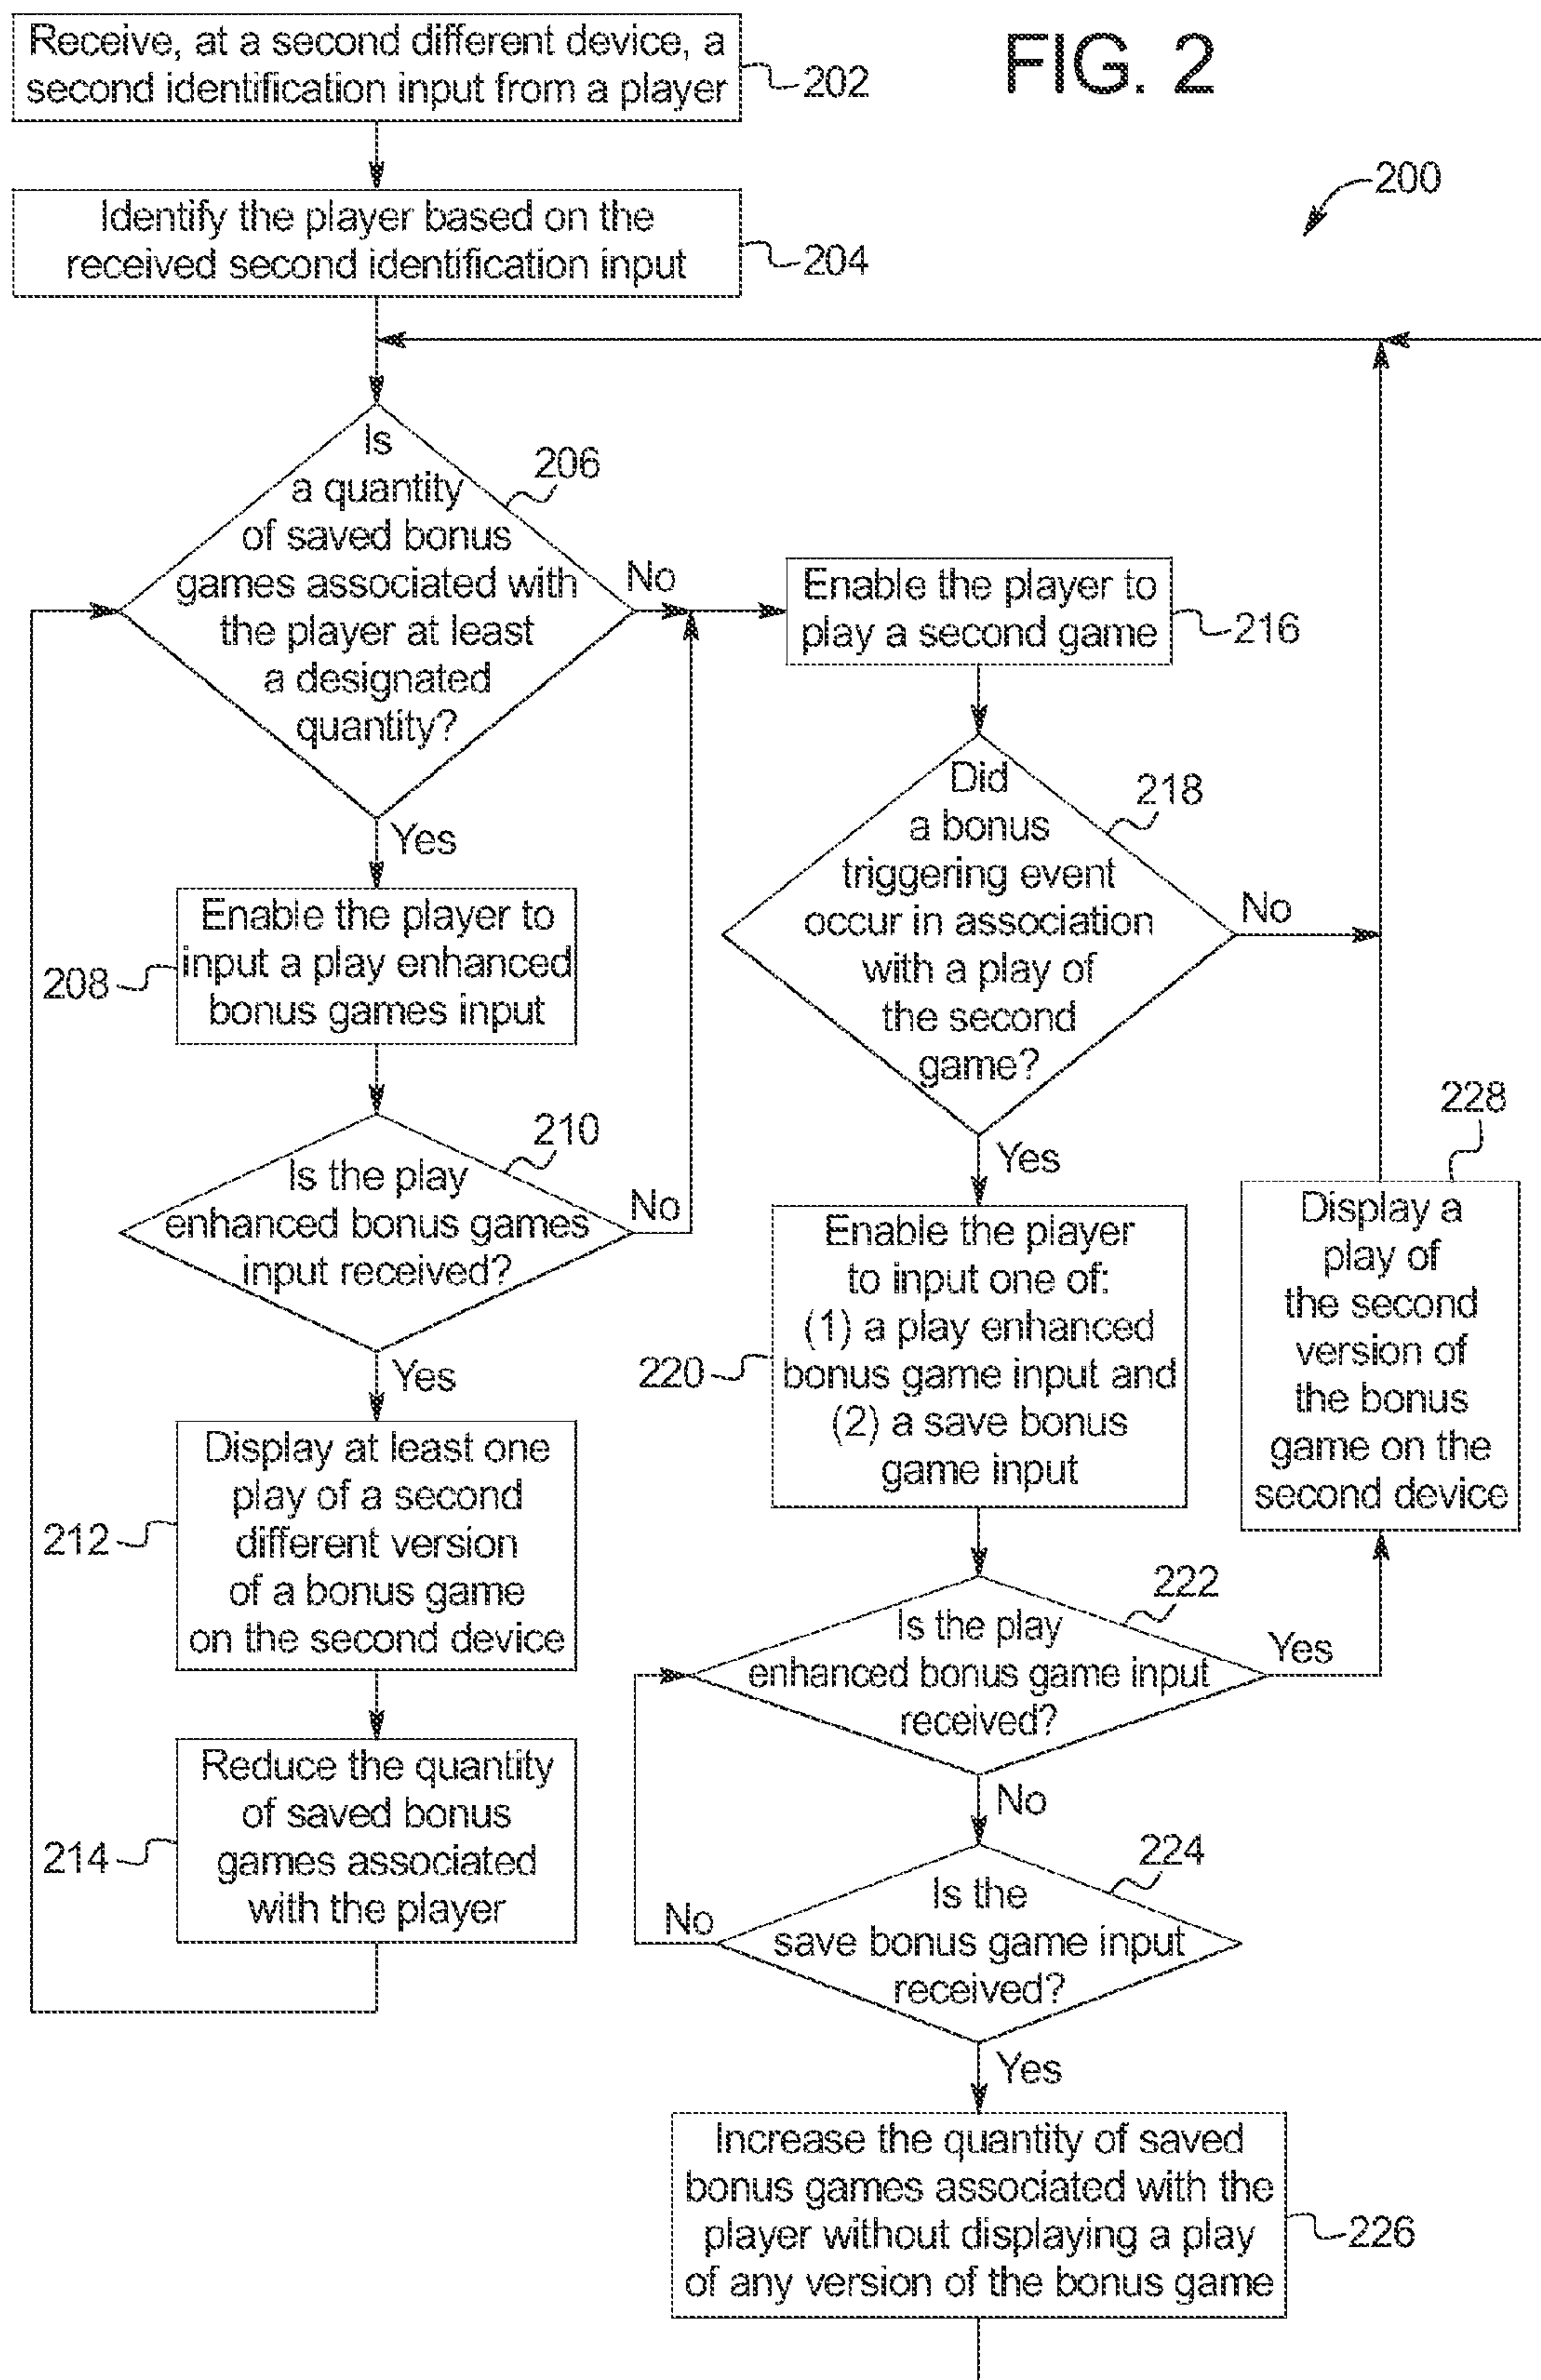 FIG. 2
200
Receive, at a second different device, a
second identification input from a player
202
Identify the player based on the
received second identification input
204
Is
a quantity
of saved bonus
games associated with
the player at least
a designated
quantity?
206
No
Yes
Enable the player to
input a play enhanced
bonus games input
208
Is the play
enhanced bonus games
input received?
210
No
Yes
Display at least one
play of a second
different version
of a bonus game
on the second device
212
Reduce the quantity
of saved bonus
games associated
with the player
214
Enable the player to
play a second game
216
Did
a bonus
triggering event
occur in association
with a play of
the second
game?
218
No
Yes
Enable the player
to input one of:
(1) a play enhanced
bonus game input and
(2) a save bonus
game input
220
Is the play
enhanced bonus game input
received?
222
Yes
No
Is the
save bonus game input
received?
224
No
Yes
Increase the quantity of saved
bonus games associated with the
player without displaying a play
of any version of the bonus game
226
Display a
play of
the second
version of
the bonus
game on the
second device
228